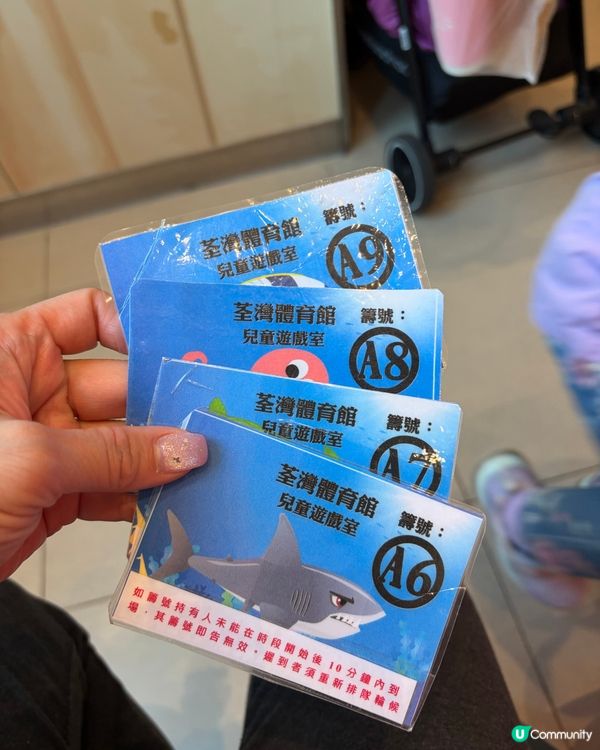 荃灣體育館 籌號：
兒童遊戲室 A9
荃灣體育館 籌號：
兒童遊戲室 A8
荃灣體育館 籌號：
兒童遊戲室 A7
荃灣體育館 籌號：
兒童遊戲室 A6
如籌號持有人未能在時段開始後10分鐘內到
場，其籌號即告無效。遲到者須重新排隊輪候
U Community